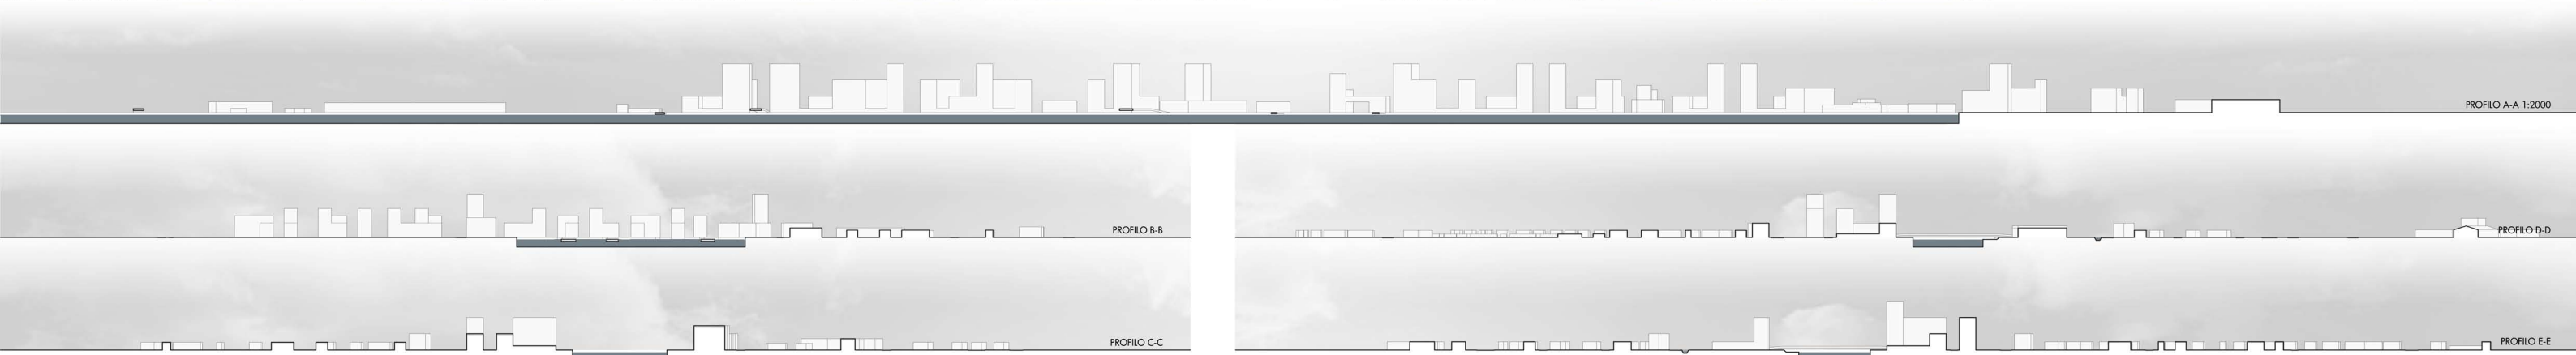 PROFILO A-A 1:2000
PROFILO B-B
PROFILO D-D
PROFILO C-C
PROFILO E-E